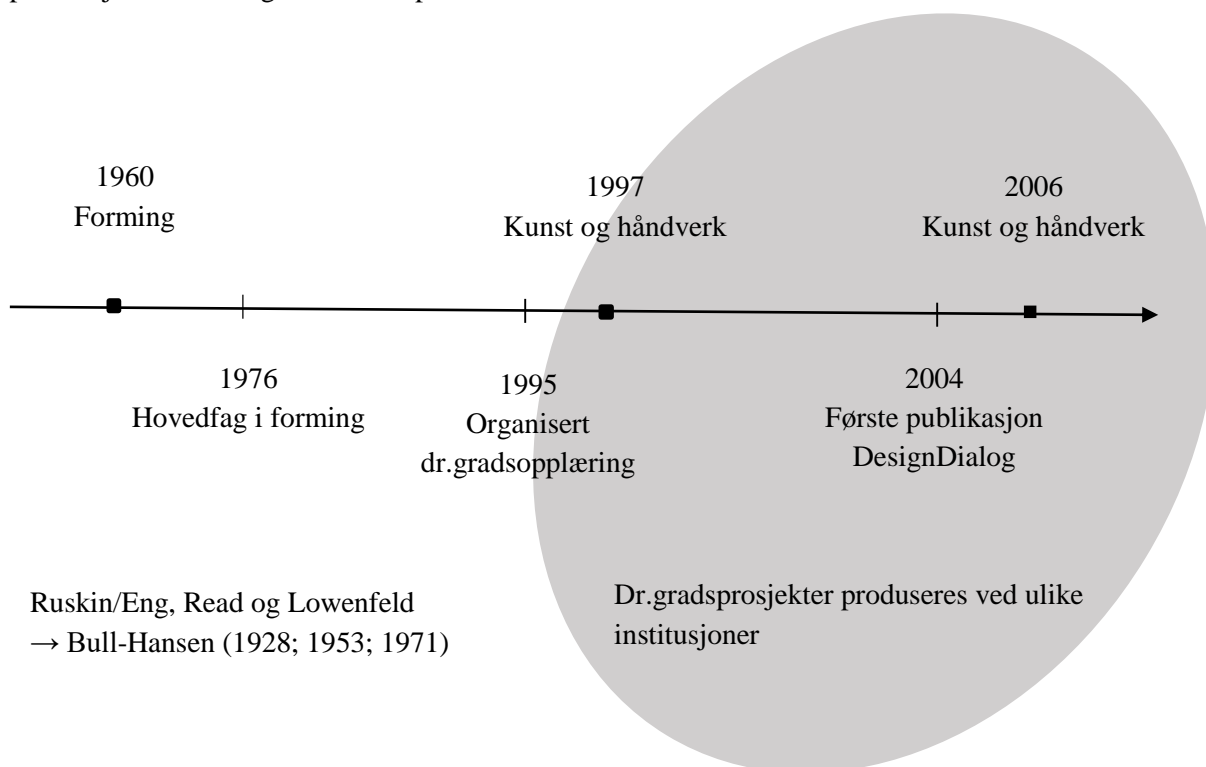 1960
Forming
1997
Kunst og håndverk
2006
Kunst og håndverk
1976
Hovedfag i forming
1995
Organisert
dr.gradsopplæring
2004
Første publikasjon
DesignDialog
Ruskin/Eng, Read og Lowenfeld
→ Bull-Hansen (1928; 1953; 1971)
Dr.gradsprosjekter produseres ved ulike
institusjoner